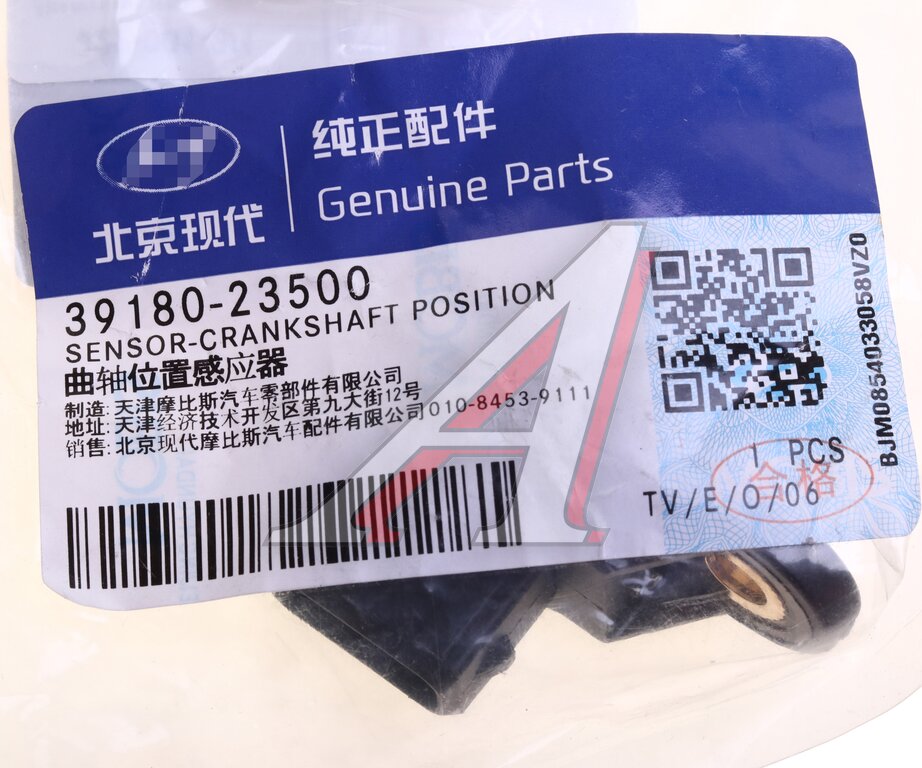 北京现代
纯正配件
Genuine Parts
39180-23500
SENSOR-CRANKSHAFT POSITION
曲轴位置感应器
制造: 天津摩比斯汽车零部件有限公司
地址: 天津经济技术开发区第九大街12号
销售: 北京现代摩比斯汽车配件有限公司010-8453-9111
1 PCS
合格
TV/E/O/06
BJM0854033058VZ0